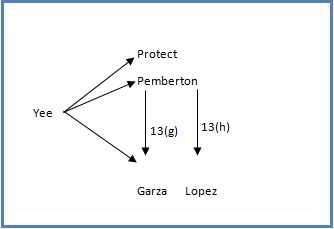 Protect
Pemberton
Yee
13(g)
13(h)
Garza Lopez